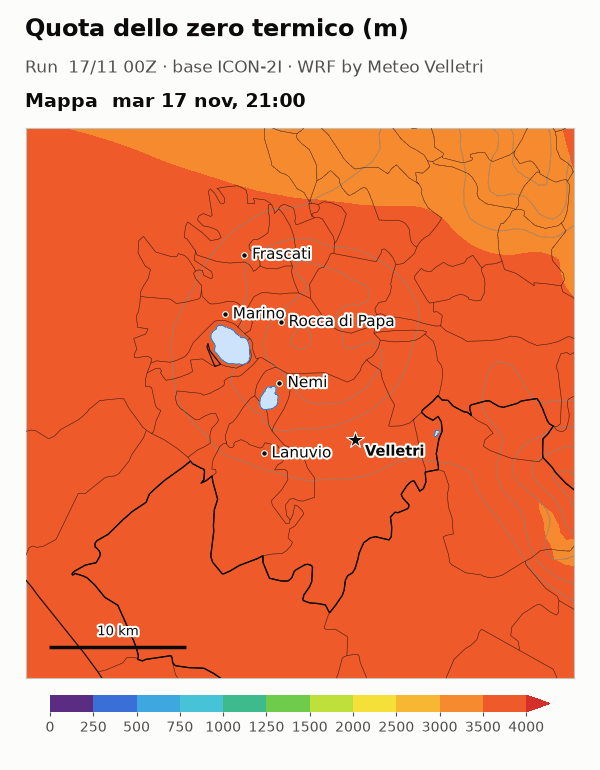 Quota dello zero termico (m)
Run  17/11 00Z · base ICON-2I · WRF by Meteo Velletri
Mappa  mar 17 nov, 21:00
Frascati
Marino
Rocca di Papa
Nemi
Velletri
Lanuvio
10 km
0 250 500 750 1000 1250 1500 2000 2500 3000 3500 4000